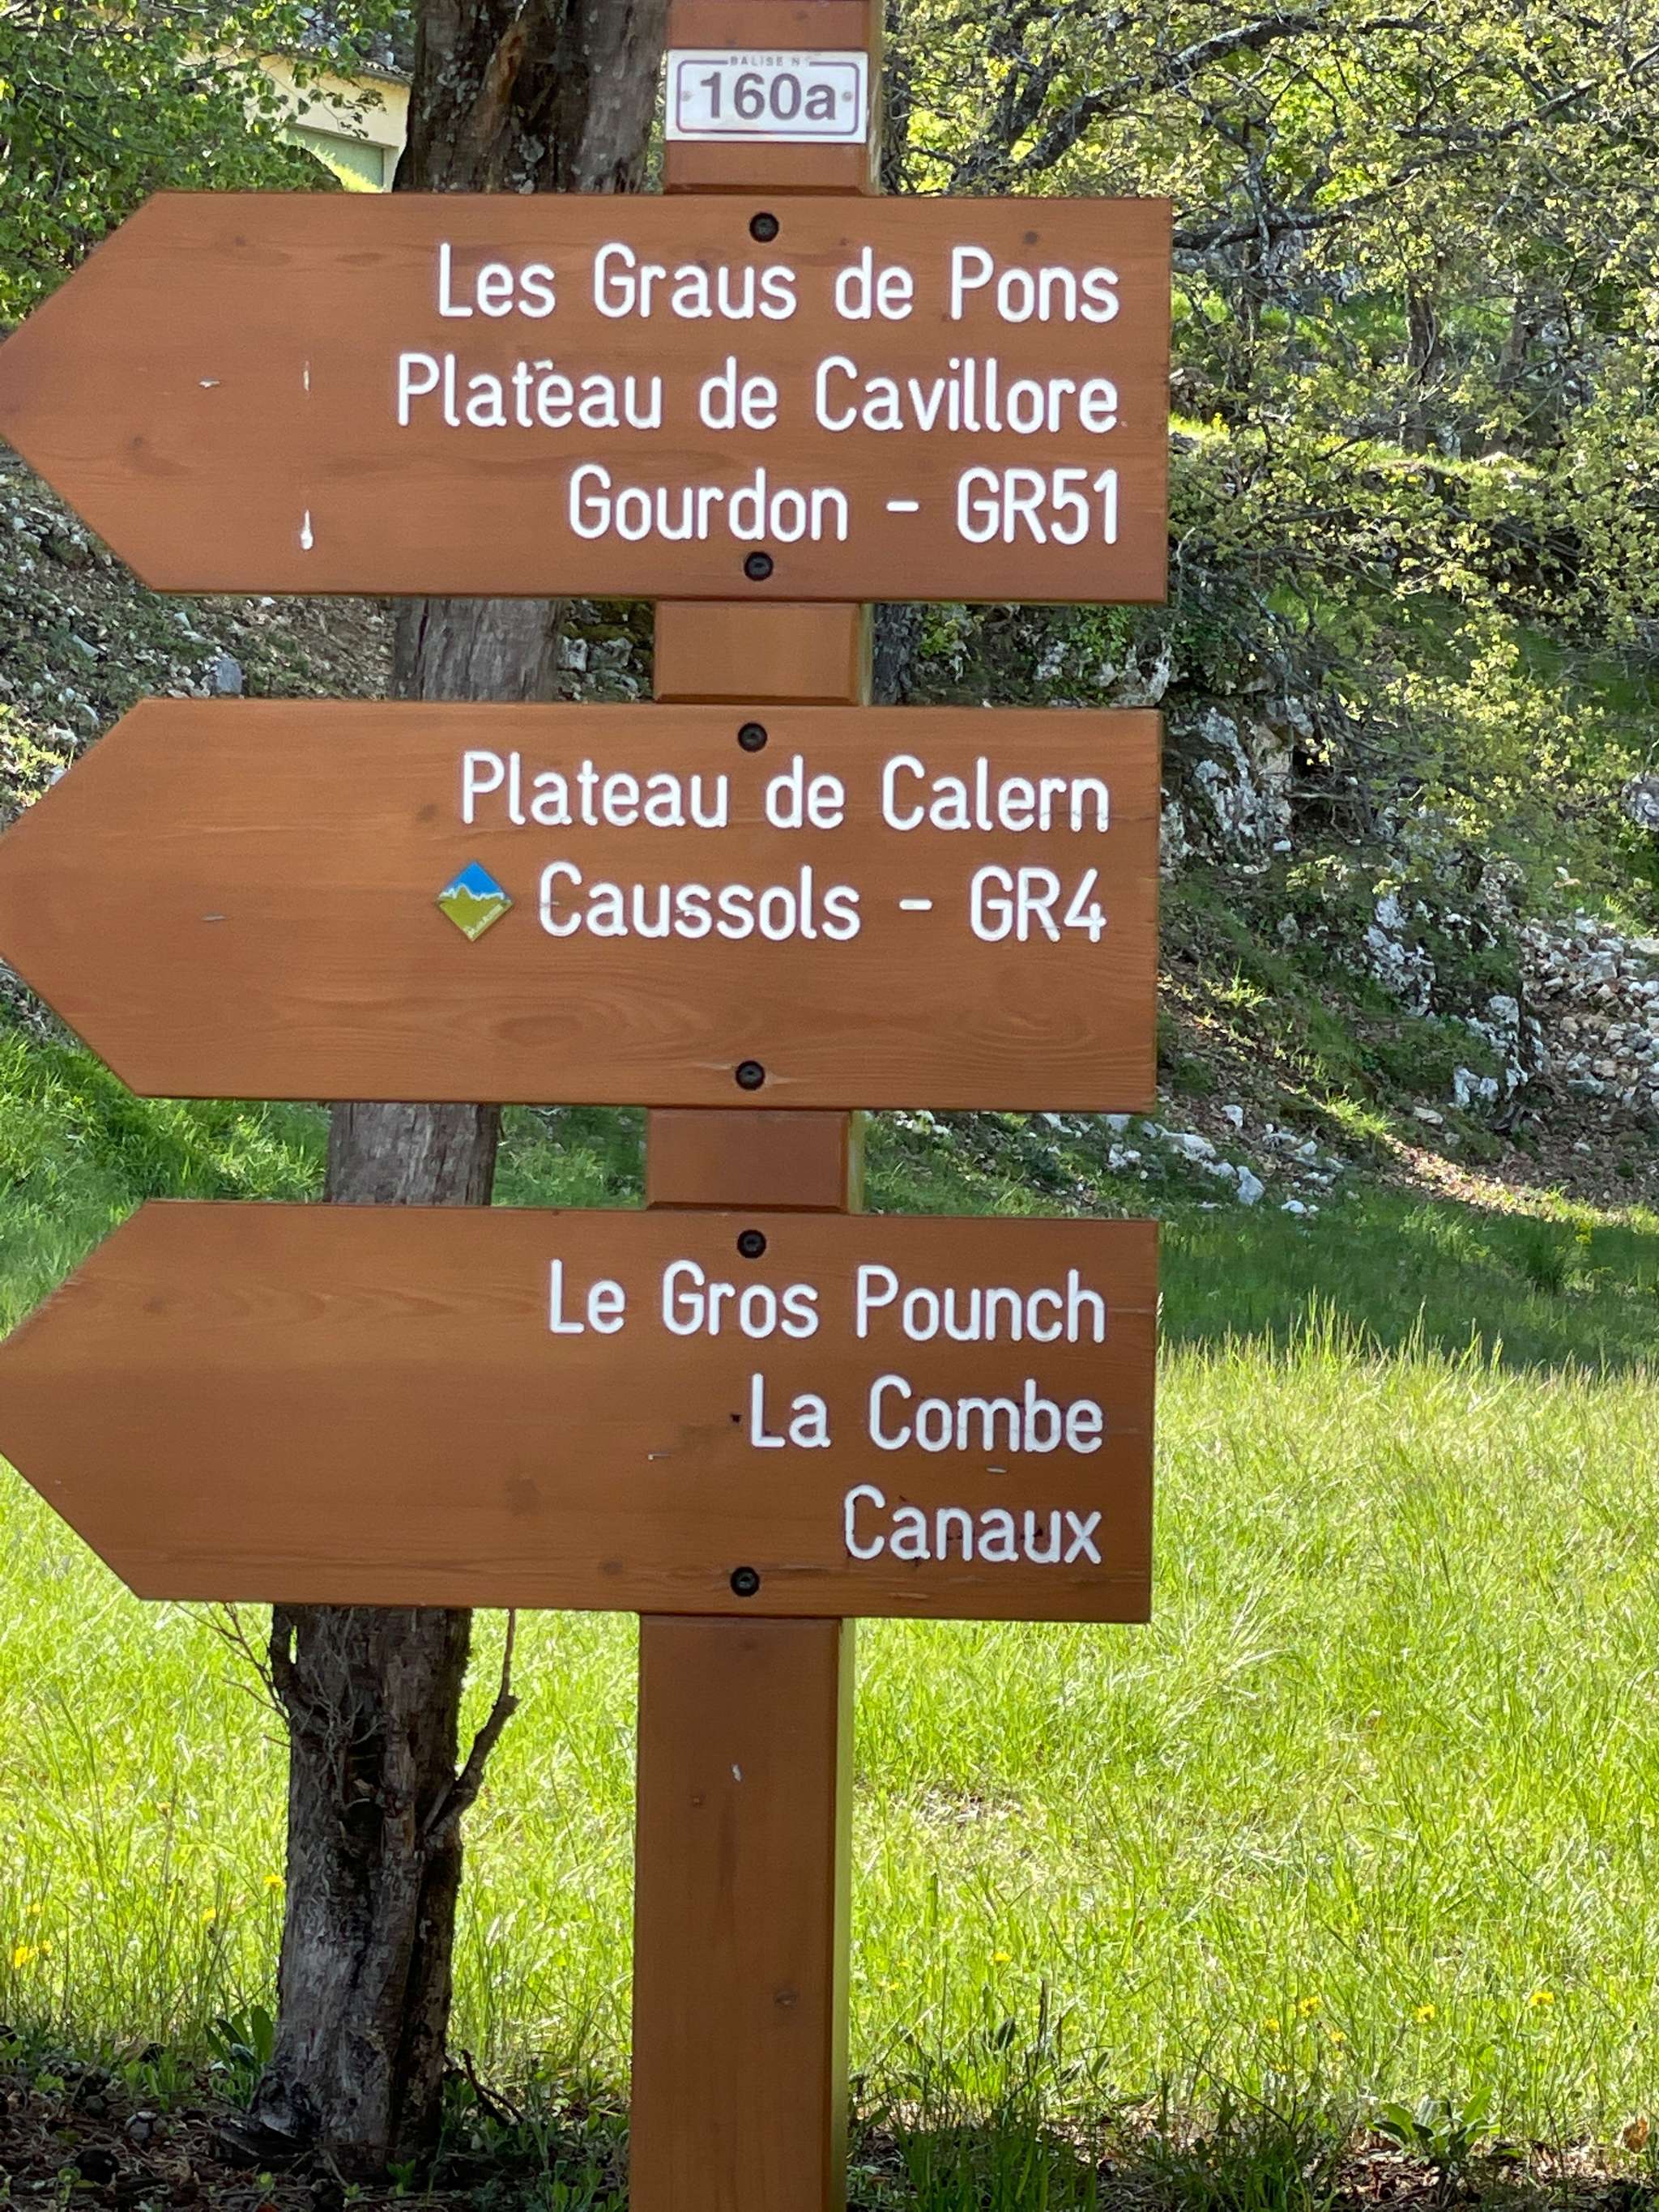 BALISE N°
160a
Les Graus de Pons
Plateau de Cavillore
Gourdon - GR51
Plateau de Calern
Caussols - GR4
Le Gros Pounch
La Combe
Canaux